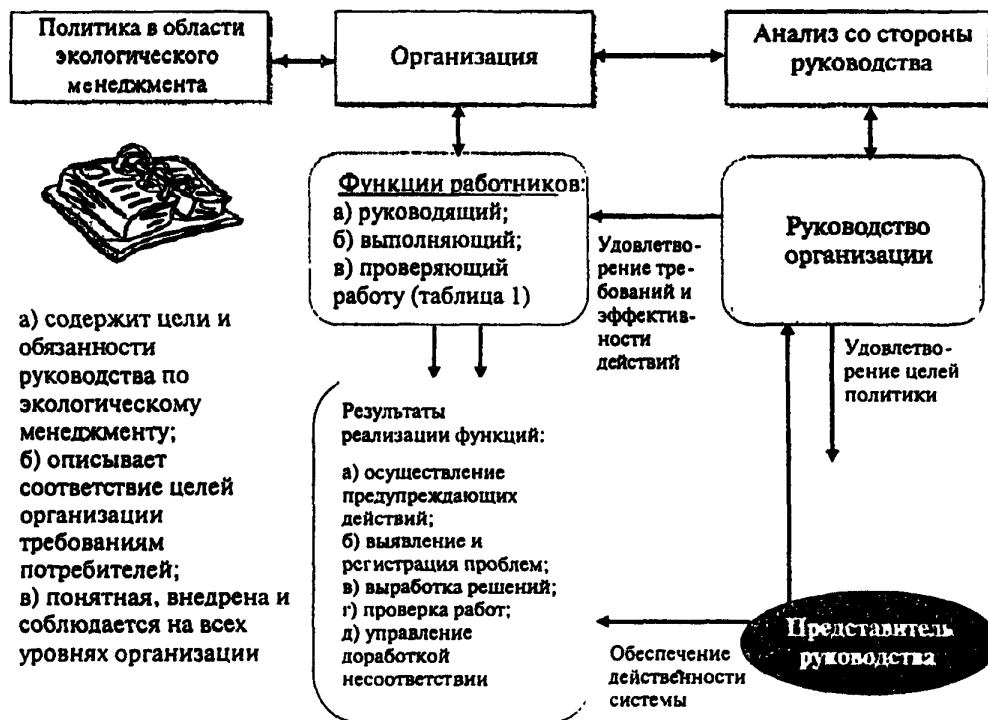 Политика в области
экологического
менеджмента
Организация
Анализ со стороны
руководства
Функции работников:
а) руководящий;
б) выполняющий;
в) проверяющий
работу (таблица 1)
Удовлетво-
рение тре-
бований и
эффектив-
ности
действий
Руководство
организации
Удовлетво-
рение целей
политики
а) содержит цели и
обязанности
руководства по
экологическому
менеджменту;
б) описывает
соответствие целей
организации
требованиям
потребителей;
в) понятная, внедрена и
соблюдается на всех
уровнях организации
Результаты
реализации функций:
а) осуществление
предупреждающих
действий;
б) выявление и
регистрация проблем;
в) выработка решений;
г) проверка работ;
д) управление
доработкой
несоответствии
Обеспечение
действенности
системы
Представитель
руководства